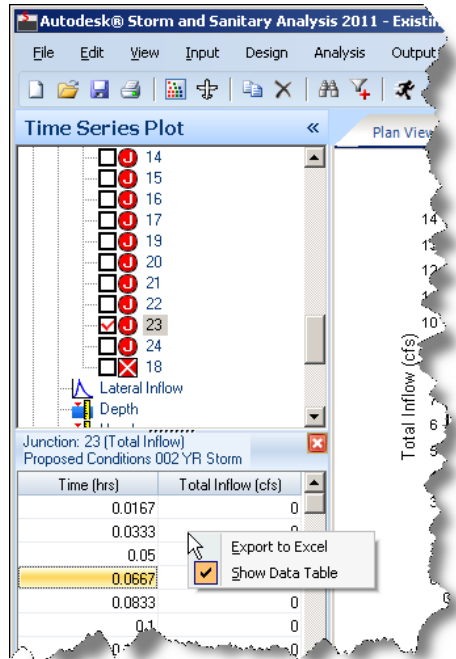 Autodesk® Storm and Sanitary Analysis 2011 - Existin
File Edit View Input Design Analysis Output
Time Series Plot «
Plan View
14
15
16
17
19
20
21
22
23
24
18
Lateral Inflow
Depth
14
12
10
6
5
Total Inflow (cfs)
Junction: 23 (Total Inflow)
Proposed Conditions 002 YR Storm
Time (hrs) Total Inflow (cfs)
0.0167 0
0.0333
0.05
0.0667
0.0833 0
0.1 0
Export to Excel
Show Data Table